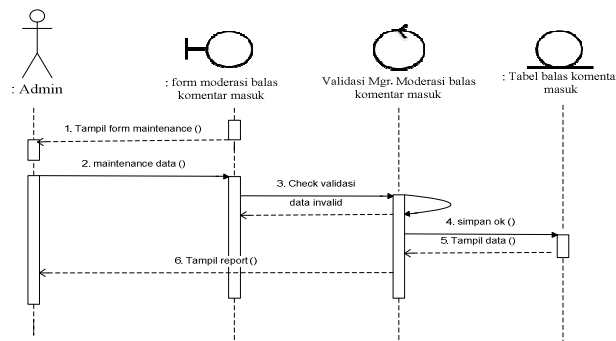 : Admin
: form moderasi balas
komentar masuk
Validasi Mgr. Moderasi balas
komentar masuk
: Tabel balas komenta
masuk
1. Tampil form maintenance ()
2. maintenance data ()
3. Check validasi
data invalid
4. simpan ok ()
5. Tampil data ()
6. Tampil report ()